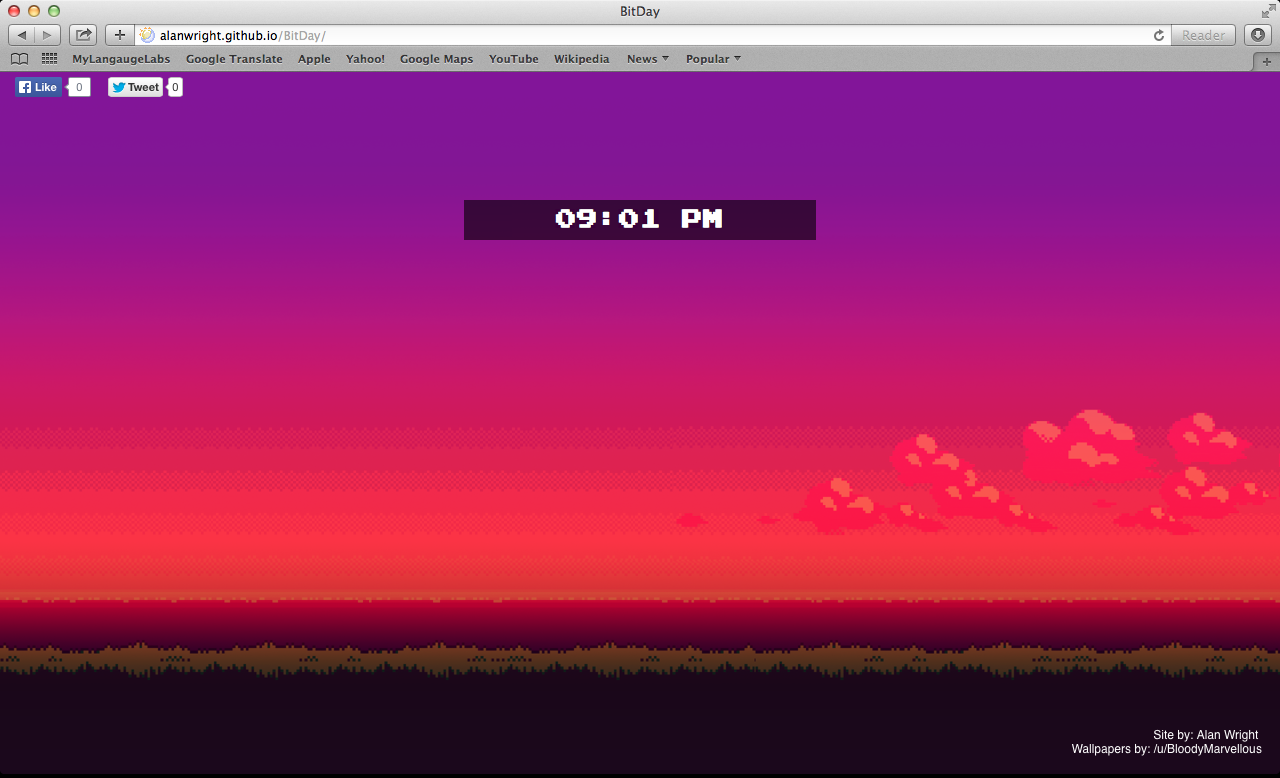 BitDay
alanwright.github.io/BitDay/
Reader
MyLangaugeLabs Google Translate Apple Yahoo! Google Maps YouTube Wikipedia News Popular
Like 0 Tweet 0
09:01 PM
Site by: Alan Wright
Wallpapers by: /u/BloodyMarvellous